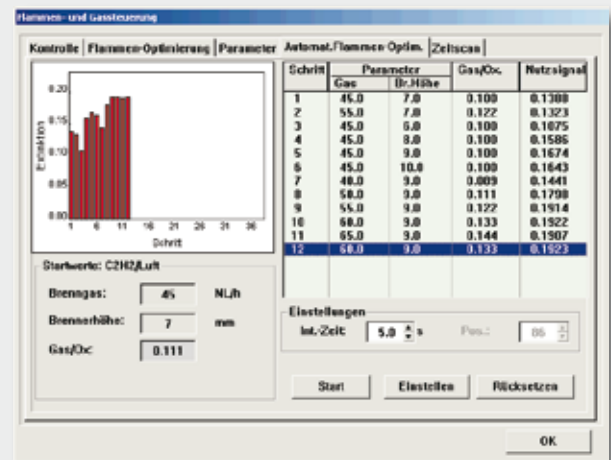 Flammen- und Gassteuerung
Kontrolle Flammen-Optimierung Parameter Automat.Flammen-Optim. Zeitscan
Extinktion
0.20
0.15
0.10
0.05
0.00
1 6 11 16 21 26 31 36
Schritt
Schritt Parameter Gas/Ox. Nutzsignal
Gas Br.Höhe
1 45.0 7.0 0.100 0.1388
2 55.0 7.0 0.122 0.1323
3 45.0 6.0 0.100 0.1075
4 45.0 8.0 0.100 0.1586
5 45.0 9.0 0.100 0.1674
6 45.0 10.0 0.100 0.1643
7 40.0 9.0 0.089 0.1441
8 50.0 9.0 0.111 0.1798
9 55.0 9.0 0.122 0.1914
10 60.0 9.0 0.133 0.1922
11 65.0 9.0 0.144 0.1907
12 60.0 9.0 0.133 0.1923
Startwerte: C2H2/Luft
Brenngas: 45 NL/h
Brennerhöhe: 7 mm
Gas/Ox: 0.111
Einstellungen
Int.-Zeit: 5.0 s Pos.: 86
Start Einstellen Rücksetzen
OK